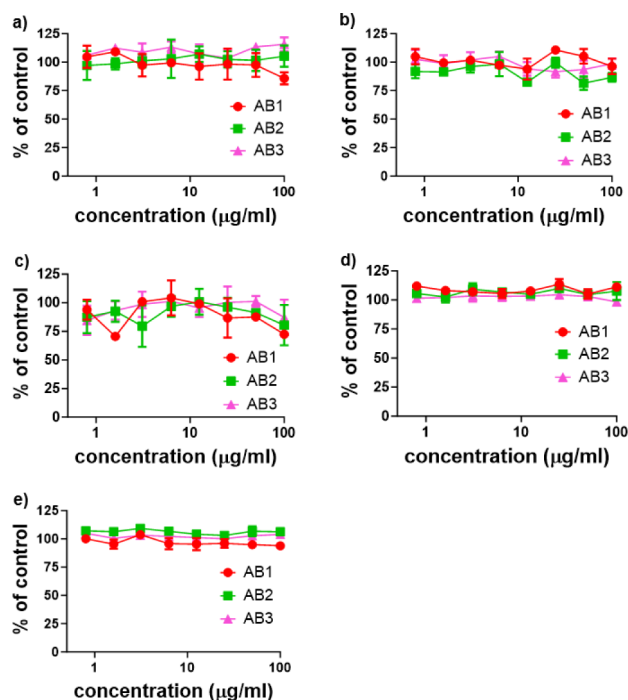 a)
% of control
125
100
75
50
25
0
AB1
AB2
AB3
1
10
100
concentration (μg/ml)
b)
% of control
125
100
75
50
25
0
AB1
AB2
AB3
1
10
100
concentration (μg/ml)
c)
% of control
125
100
75
50
25
0
AB1
AB2
AB3
1
10
100
concentration (μg/ml)
d)
% of control
125
100
75
50
25
0
AB1
AB2
AB3
1
10
100
concentration (μg/ml)
e)
% of control
125
100
75
50
25
0
AB1
AB2
AB3
1
10
100
concentration (μg/ml)